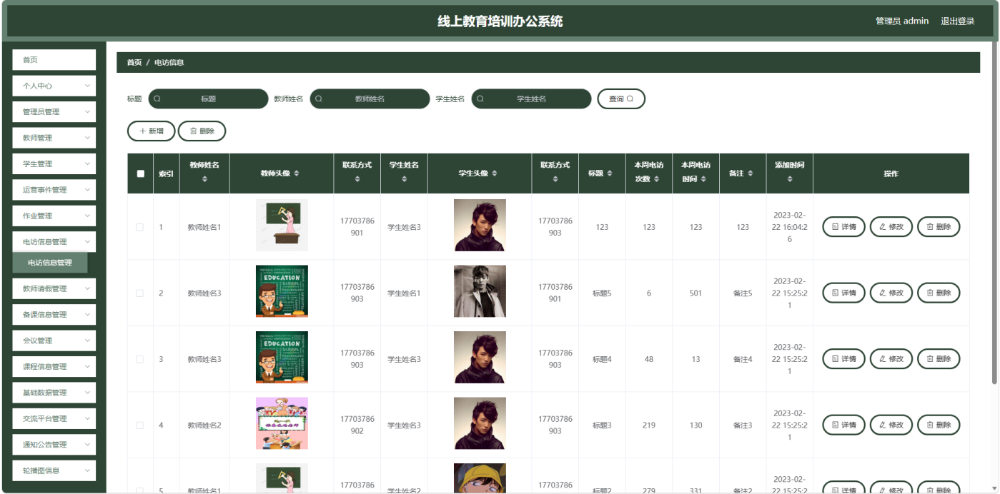 线上教育培训办公系统
管理员 admin 退出登录
首页
个人中心
管理员管理
教师管理
学生管理
运营事件管理
作业管理
电访信息管理
电访信息管理
教师请假管理
备课信息管理
会议管理
课程信息管理
基础数据管理
交流平台管理
通知公告管理
轮播图信息
首页 / 电访信息
标题 标题 教师姓名 教师姓名 学生姓名 学生姓名 查询
新增 删除
索引 教师姓名 教师头像 联系方式 学生姓名 学生头像 联系方式 标题 本周电访次数 本周电访时间 备注 添加时间 操作
1 教师姓名1 17703786901 学生姓名3 17703786903 123 123 123 123 2023-02-22 16:04:26 详情 修改 删除
EDUCATION
SCHOOL
2 教师姓名3 17703786903 学生姓名1 17703786901 标题5 6 501 备注5 2023-02-22 15:25:21 详情 修改 删除
EDUCATION
SCHOOL
3 教师姓名3 17703786903 学生姓名3 17703786903 标题4 48 13 备注4 2023-02-22 15:25:21 详情 修改 删除
4 教师姓名2 17703786902 学生姓名3 17703786903 标题3 219 130 备注3 2023-02-22 15:25:21 详情 修改 删除
5 教师姓名1 17703786 学生姓名2 17703786 标题2 279 331 备注2 2023-02-22 15:25:2 详情 修改 删除